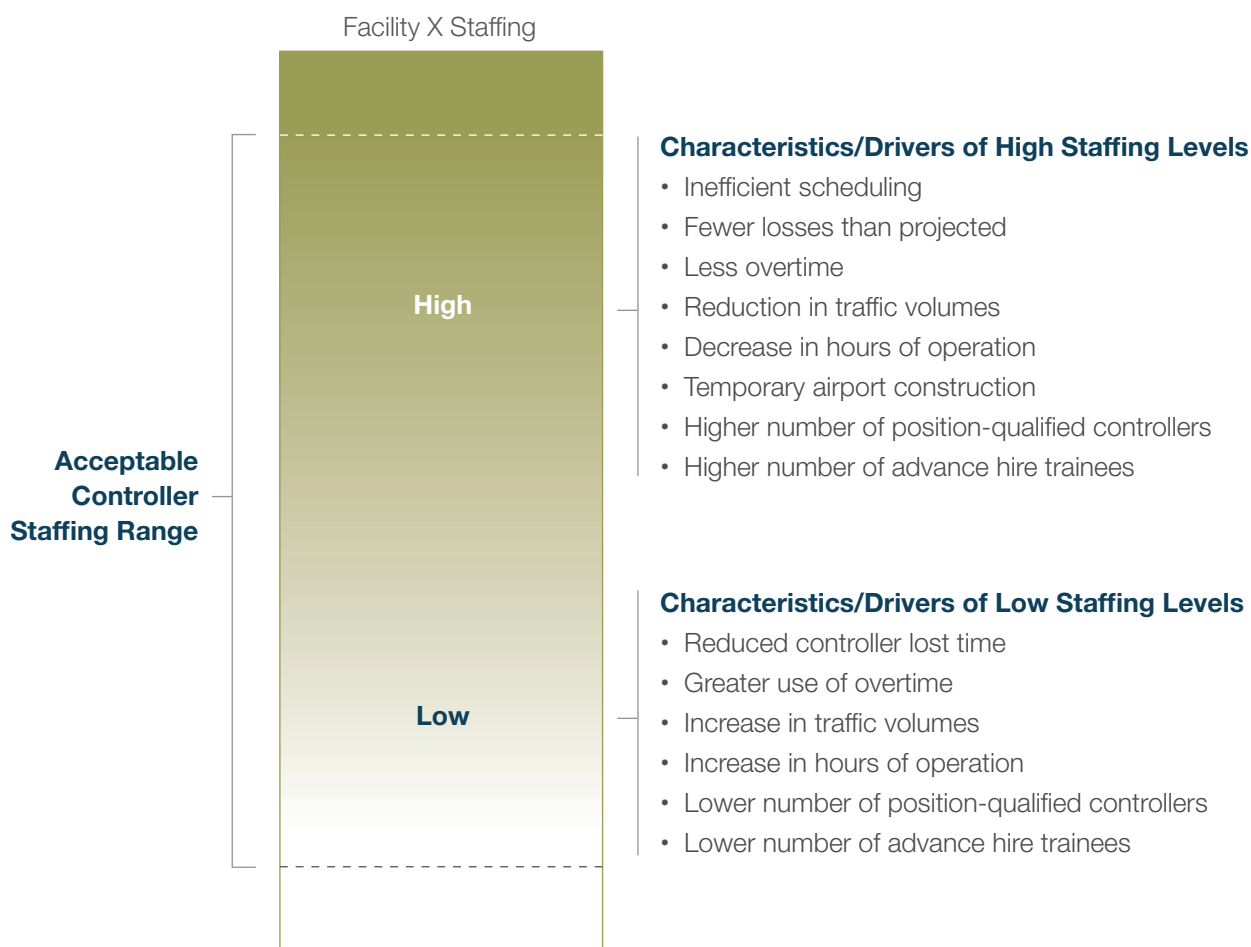 Facility X Staffing
Acceptable
Controller
Staffing Range
High
Low
Characteristics/Drivers of High Staffing Levels
• Inefficient scheduling
• Fewer losses than projected
• Less overtime
• Reduction in traffic volumes
• Decrease in hours of operation
• Temporary airport construction
• Higher number of position-qualified controllers
• Higher number of advance hire trainees
Characteristics/Drivers of Low Staffing Levels
• Reduced controller lost time
• Greater use of overtime
• Increase in traffic volumes
• Increase in hours of operation
• Lower number of position-qualified controllers
• Lower number of advance hire trainees